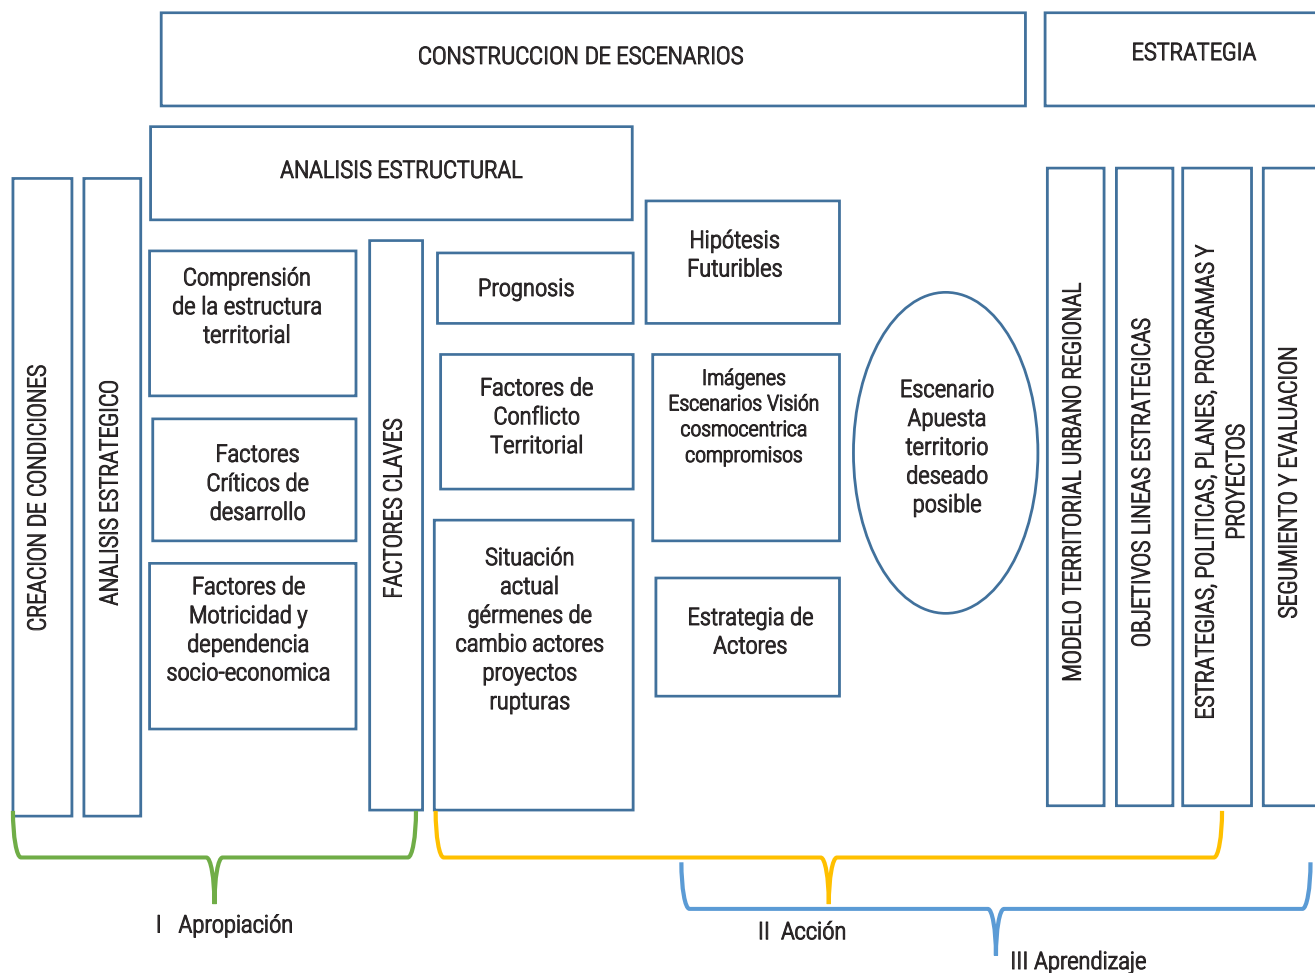 CONSTRUCCION DE ESCENARIOS
ESTRATEGIA
ANALISIS ESTRUCTURAL
CREACION DE CONDICIONES
ANALISIS ESTRATEGICO
Comprensión
de la estructura
territorial
Factores
Críticos de
desarrollo
Factores de
Motricidad y
dependencia
socio-economica
FACTORES CLAVES
Prognosis
Factores de
Conflicto
Territorial
Situación
actual
gérmenes de
cambio actores
proyectos
rupturas
Hipótesis
Futuribles
Imágenes
Escenarios Visión
cosmocentrica
compromisos
Estrategia de
Actores
Escenario
Apuesta
territorio
deseado
posible
MODELO TERRITORIAL URBANO REGIONAL
OBJETIVOS LINEAS ESTRATEGICAS
ESTRATEGIAS, POLITICAS, PLANES, PROGRAMAS Y
PROYECTOS
SEGUMIENTO Y EVALUACION
I Apropiación
II Acción
III Aprendizaje